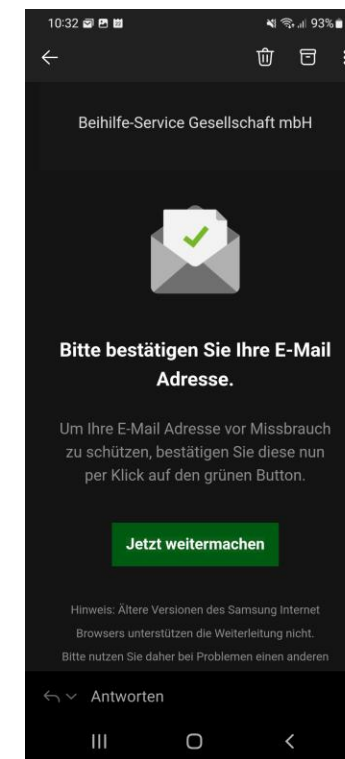 10:32
93%
Beihilfe-Service Gesellschaft mbH
Bitte bestätigen Sie Ihre E-Mail
Adresse.
Um Ihre E-Mail Adresse vor Missbrauch
zu schützen, bestätigen Sie diese nun
per Klick auf den grünen Button.
Jetzt weitermachen
Hinweis: Ältere Versionen des Samsung Internet
Browsers unterstützen die Weiterleitung nicht.
Bitte nutzen Sie daher bei Problemen einen anderen
Antworten